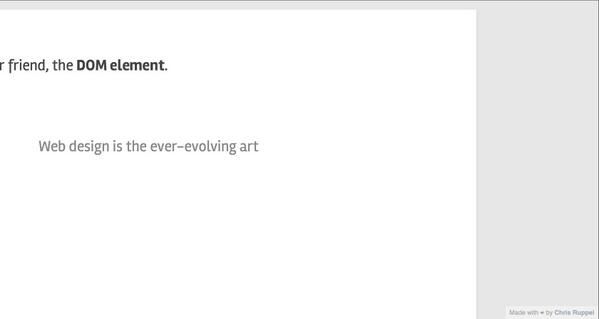 r friend, the DOM element.
Web design is the ever-evolving art
Made with ♥ by Chris Ruppel